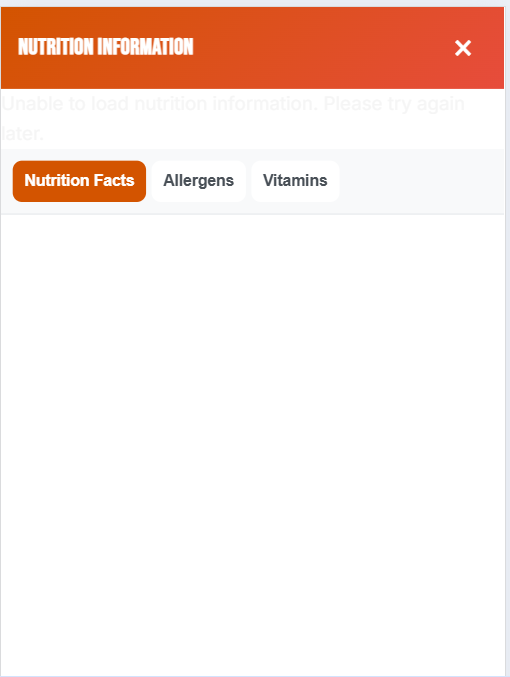 NUTRITION INFORMATION
Unable to load nutrition information. Please try again
later.
Nutrition Facts Allergens Vitamins